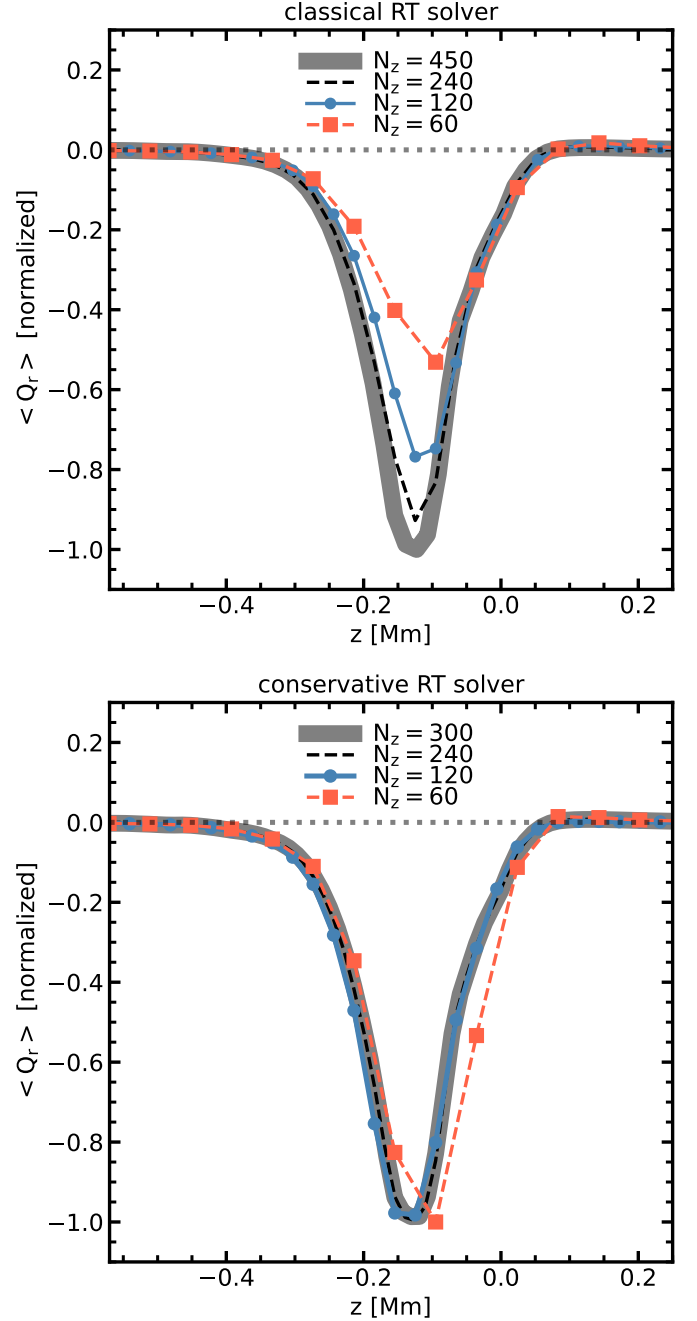 classical RT solver
N_z = 450
N_z = 240
N_z = 120
N_z = 60
0.2
0.0
−0.2
−0.4
−0.6
−0.8
−1.0
< Q_r > [normalized]
−0.4 −0.2 0.0 0.2
z [Mm]
conservative RT solver
N_z = 300
N_z = 240
N_z = 120
N_z = 60
0.2
0.0
−0.2
−0.4
−0.6
−0.8
−1.0
< Q_r > [normalized]
−0.4 −0.2 0.0 0.2
z [Mm]